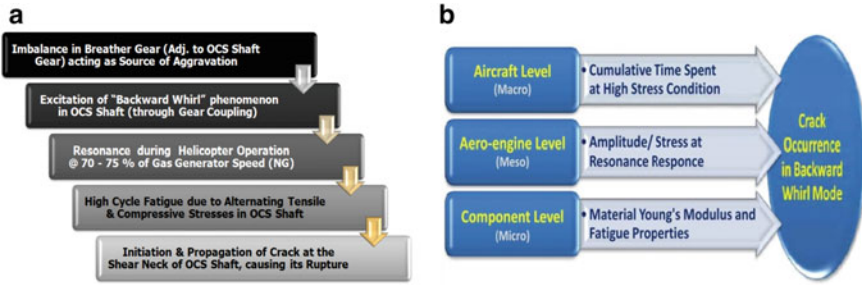 a
Imbalance in Breather Gear (Adj. to OCS Shaft
Gear) acting as Source of Aggravation
Excitation of "Backward Whirl" phenomenon
in OCS Shaft (through Gear Coupling)
Resonance during Helicopter Operation
@ 70 - 75 % of Gas Generator Speed (NG)
High Cycle Fatigue due to Alternating Tensile
& Compressive Stresses in OCS Shaft
Initiation & Propagation of Crack at the
Shear Neck of OCS Shaft, causing its Rupture
b
Aircraft Level
(Macro)
• Cumulative Time Spent
at High Stress Condition
Aero-engine Level
(Meso)
• Amplitude/ Stress at
Resonance Responce
Component Level
(Micro)
• Material Young's Modulus and
Fatigue Properties
Crack
Occurrence
in Backward
Whirl Mode